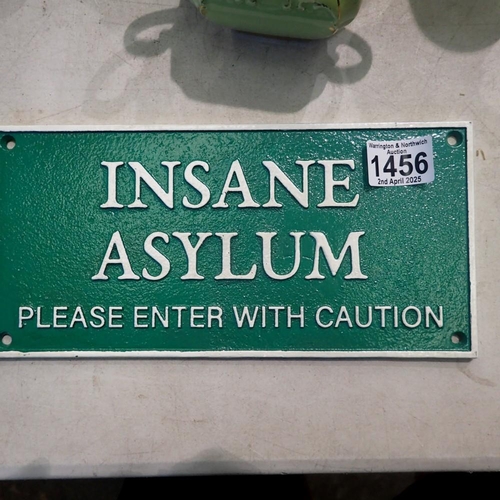 INSANE
ASYLUM
PLEASE ENTER WITH CAUTION
Warrington & Northwich
Auction
1456
2nd April 2025